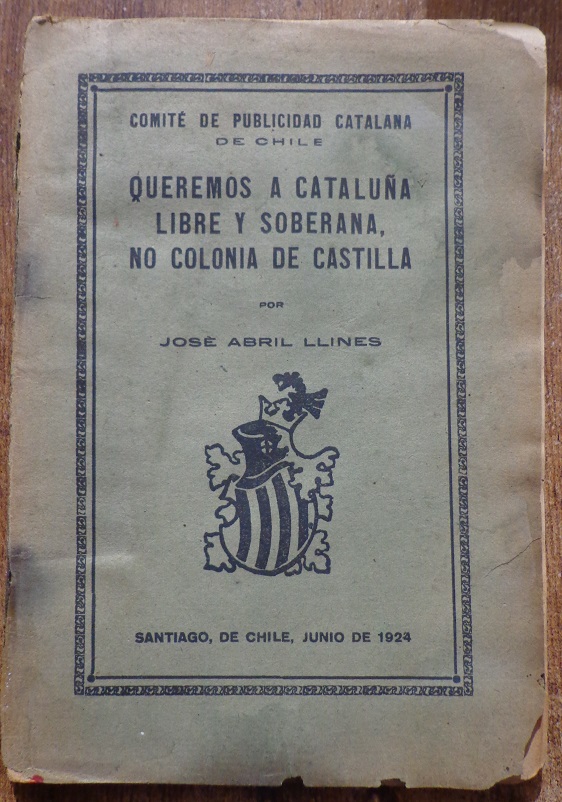 COMITÉ DE PUBLICIDAD CATALANA
DE CHILE
QUEREMOS A CATALUÑA
LIBRE Y SOBERANA,
NO COLONIA DE CASTILLA
POR
JOSÈ ABRIL LLINES
SANTIAGO, DE CHILE, JUNIO DE 1924